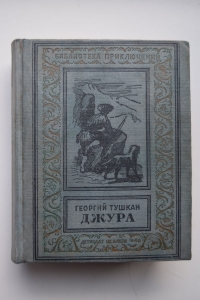 БИБЛИОТЕКА ПРИКЛЮЧЕНИЙ
ГЕОРГИЙ ТУШКАН
ДЖУРА